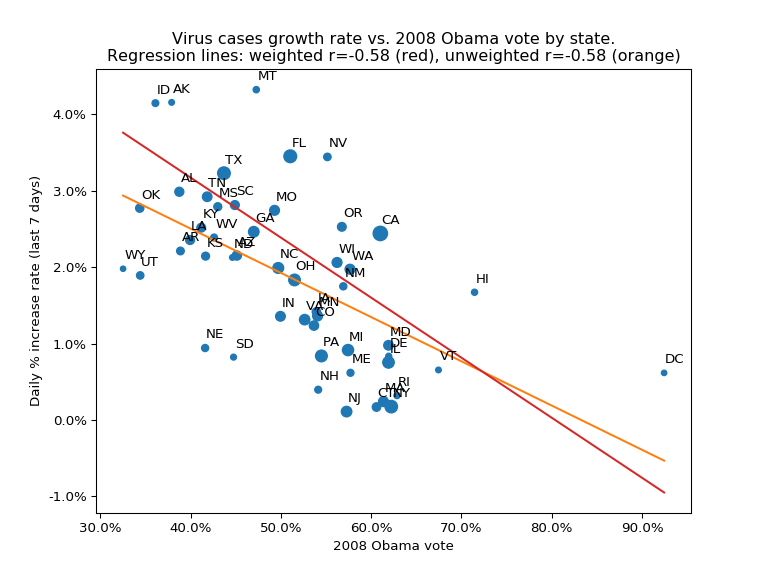 Virus cases growth rate vs. 2008 Obama vote by state.
Regression lines: weighted r=-0.58 (red), unweighted r=-0.58 (orange)
Daily % increase rate (last 7 days)
4.0%
3.0%
2.0%
1.0%
0.0%
-1.0%
MT
ID AK
FL NV
TX
AL TN
OK MS SC MO
KY GA OR CA
LA WV
AR KS ND AZ
WY UT NC OH WI WA
NM HI
IN VA IA MN
CO
NE SD PA MI MD
DE
IL
ME VT DC
NH RI
NJ CT MA NY
30.0% 40.0% 50.0% 60.0% 70.0% 80.0% 90.0%
2008 Obama vote